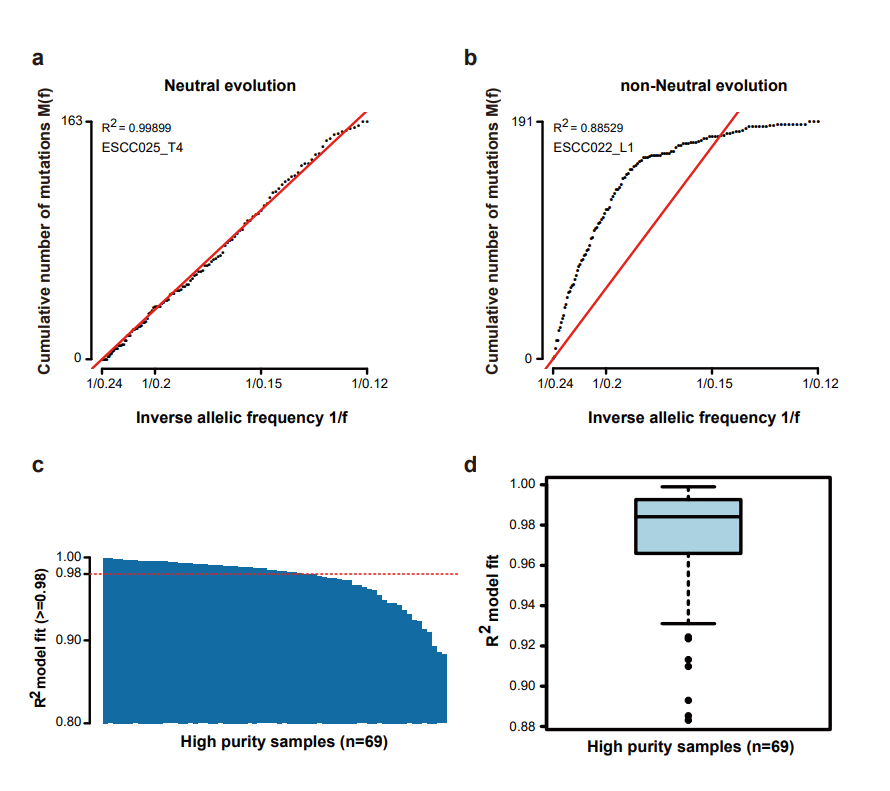 a
Neutral evolution
Cumulative number of mutations M(f)
163
0
R2 = 0.99899
ESCC025_T4
1/0.24 1/0.2 1/0.15 1/0.12
Inverse allelic frequency 1/f
b
non-Neutral evolution
Cumulative number of mutations M(f)
191
0
R2 = 0.88529
ESCC022_L1
1/0.24 1/0.2 1/0.15 1/0.12
Inverse allelic frequency 1/f
c
R2 model fit (>=0.98)
1.00
0.98
0.90
0.80
High purity samples (n=69)
d
R2 model fit
1.00
0.98
0.96
0.94
0.92
0.90
0.88
High purity samples (n=69)